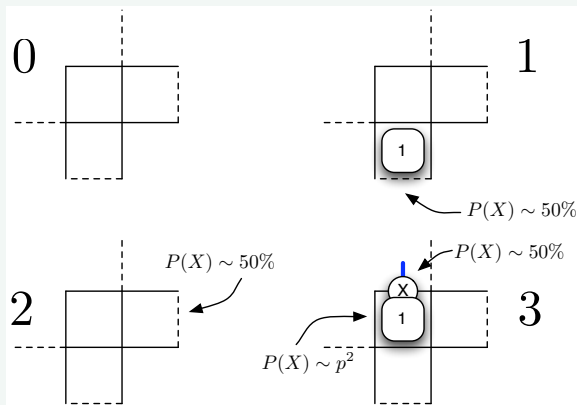 0
1
1
P(X) ∼ 50%
P(X) ∼ 50%
P(X) ∼ 50%
2
X
1
3
P(X) ∼ p²